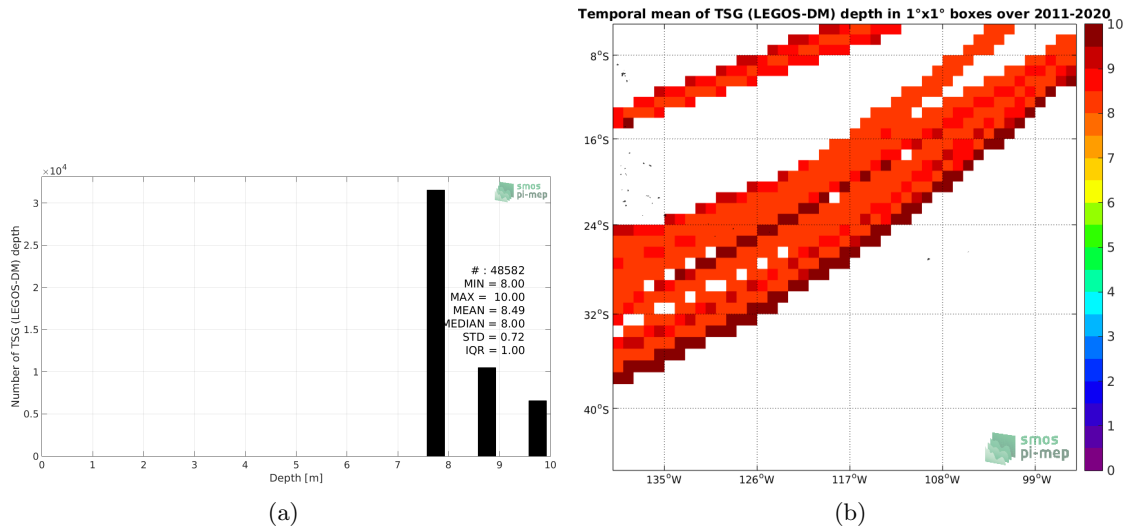 ×10⁴
3
2.5
2
1.5
1
0.5
0
Number of TSG (LEGOS-DM) depth
smos
pi-mep
# : 48582
MIN = 8.00
MAX = 10.00
MEAN = 8.49
MEDIAN = 8.00
STD = 0.72
IQR = 1.00
0 1 2 3 4 5 6 7 8 9 10
Depth [m]
(a)
Temporal mean of TSG (LEGOS-DM) depth in 1°x1° boxes over 2011-2020
8°S
16°S
24°S
32°S
40°S
135°W 126°W 117°W 108°W 99°W
smos
pi-mep
10
9
8
7
6
5
4
3
2
1
0
(b)